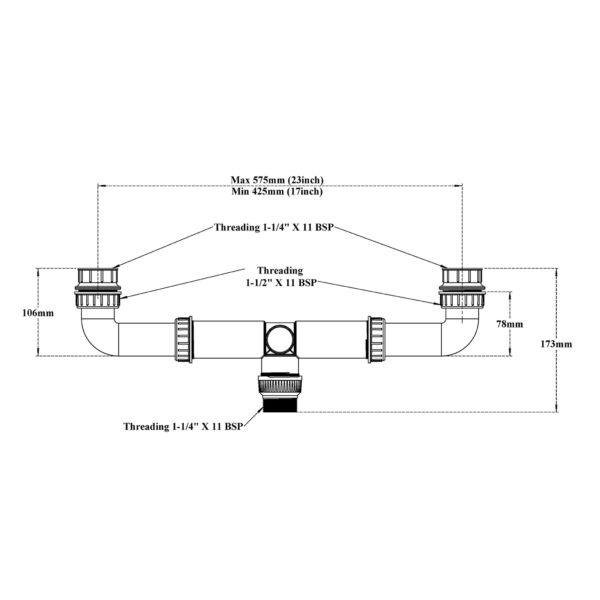 Max 575mm (23inch)
Min 425mm (17inch)
Threading 1-1/4" X 11 BSP
Threading
1-1/2" X 11 BSP
106mm
78mm
173mm
Threading 1-1/4" X 11 BSP